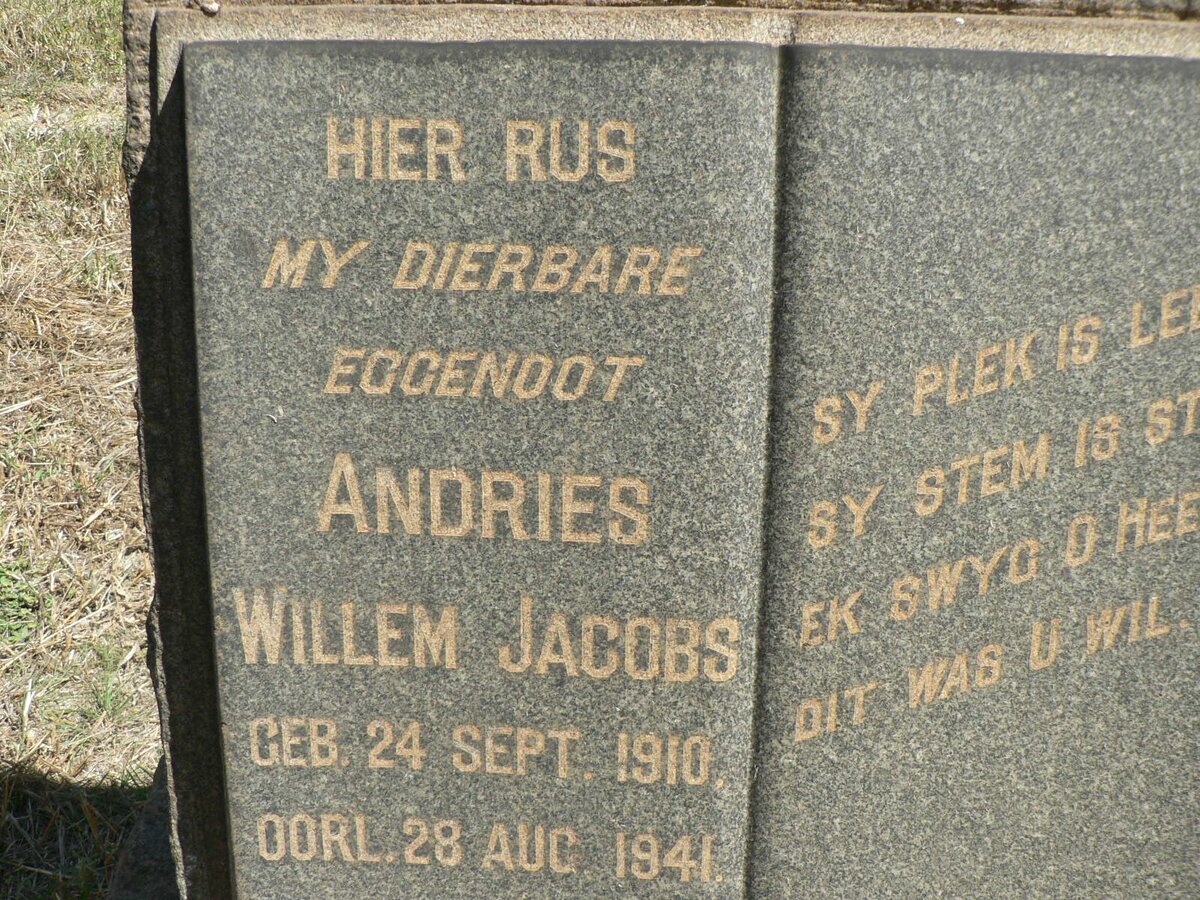 HIER RUS
MY DIERBARE
EGGENOOT
ANDRIES
WILLEM JACOBS
GEB. 24 SEPT. 1910.
OORL. 28 AUG. 1941.
SY PLEK IS
SY STEM IS
EK SWYG O
DIT WAS U WIL.